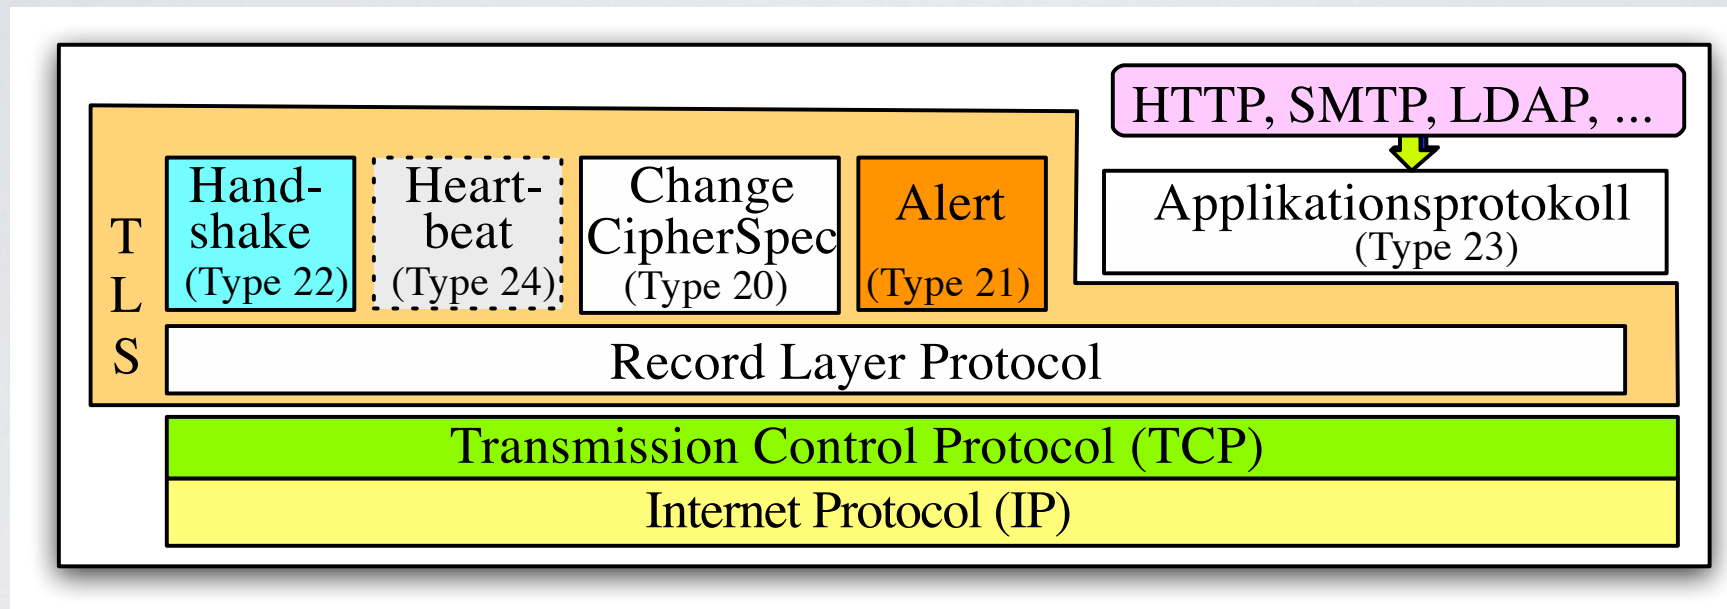 HTTP, SMTP, LDAP, ...
T
L
S
Hand-
shake
(Type 22)
Heart-
beat
(Type 24)
Change
CipherSpec
(Type 20)
Alert
(Type 21)
Applikationsprotokoll
(Type 23)
Record Layer Protocol
Transmission Control Protocol (TCP)
Internet Protocol (IP)